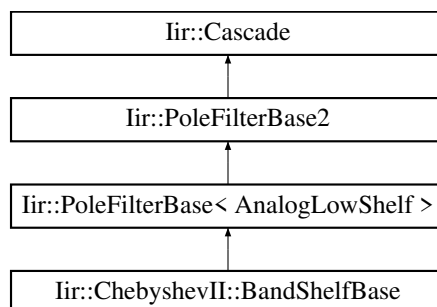 Iir::Cascade
Iir::PoleFilterBase2
Iir::PoleFilterBase< AnalogLowShelf >
Iir::ChebyshevII::BandShelfBase